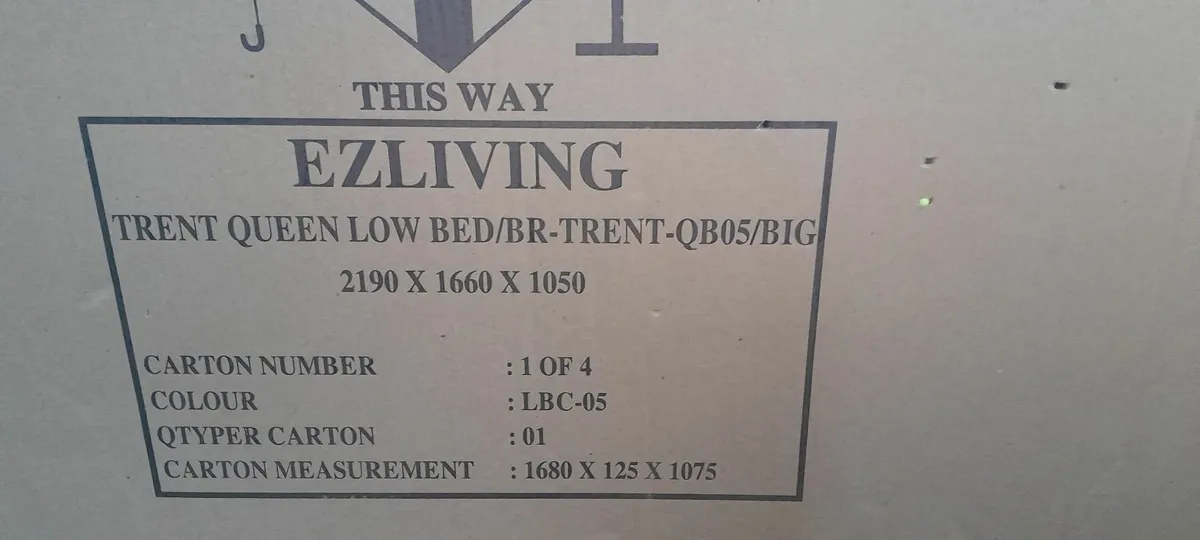 THIS WAY
EZLIVING
TRENT QUEEN LOW BED/BR-TRENT-QB05/BIG
2190 X 1660 X 1050
CARTON NUMBER : 1 OF 4
COLOUR : LBC-05
QTYPER CARTON : 01
CARTON MEASUREMENT : 1680 X 125 X 1075